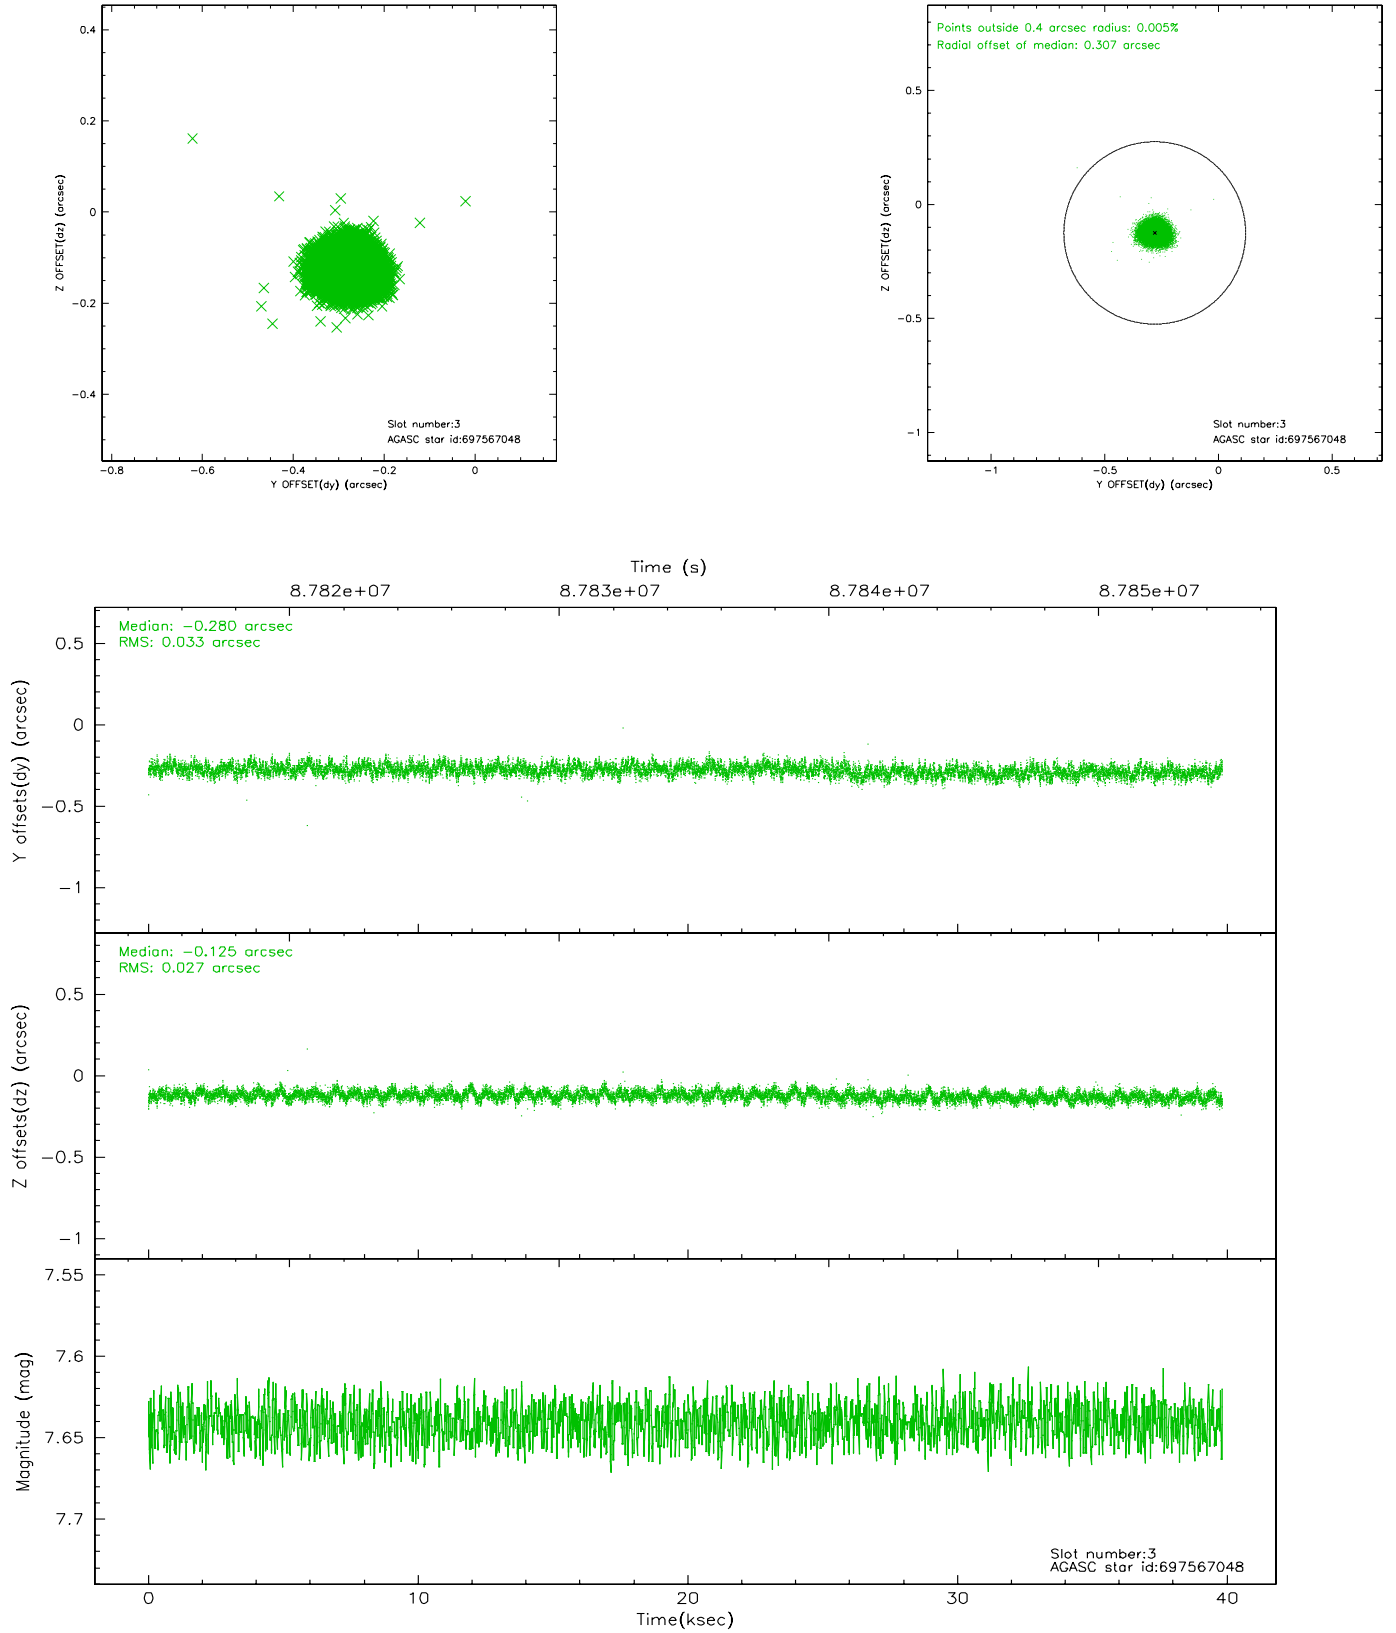 0.4
0.2
0
−0.2
−0.4
Z OFFSET(dz) (arcsec)
Slot number:3
AGASC star id:697567048
−0.8 −0.6 −0.4 −0.2 0
Y OFFSET(dy) (arcsec)
Points outside 0.4 arcsec radius: 0.005%
Radial offset of median: 0.307 arcsec
0.5
0
−0.5
−1
Z OFFSET(dz) (arcsec)
Slot number:3
AGASC star id:697567048
−1 −0.5 0 0.5
Y OFFSET(dy) (arcsec)
Time (s)
8.782e+07 8.783e+07 8.784e+07 8.785e+07
Median: −0.280 arcsec
RMS: 0.033 arcsec
0.5
0
−0.5
−1
Y offsets(dy) (arcsec)
Median: −0.125 arcsec
RMS: 0.027 arcsec
0.5
0
−0.5
−1
Z offsets(dz) (arcsec)
7.55
7.6
7.65
7.7
Magnitude (mag)
Slot number:3
AGASC star id:697567048
0 10 20 30 40
Time(ksec)